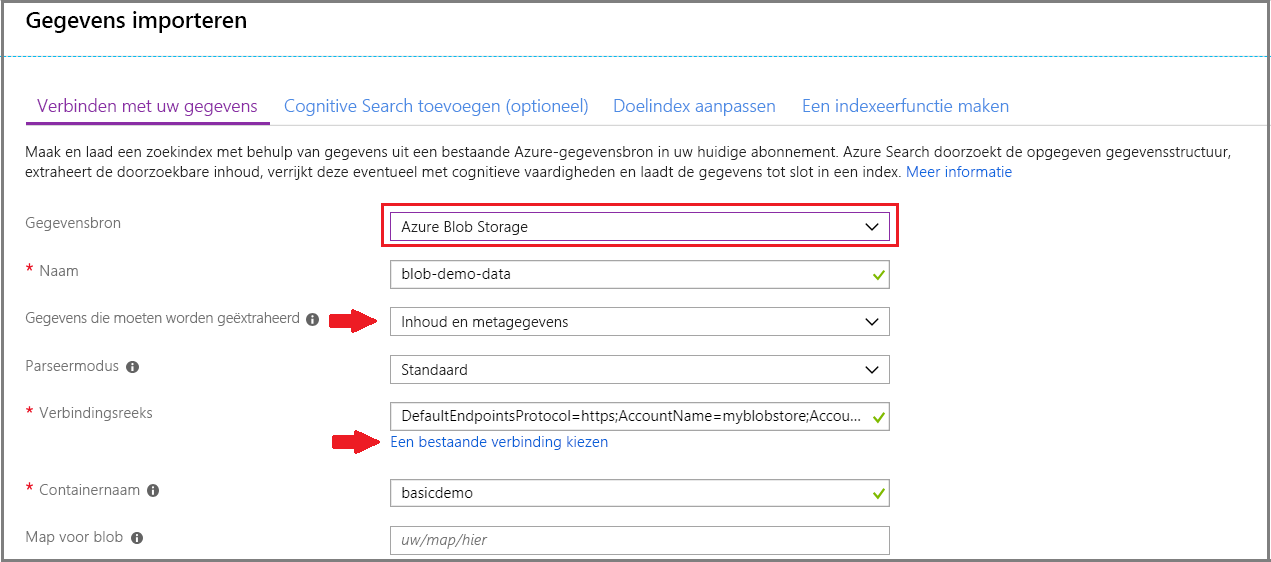 Gegevens importeren
Verbinden met uw gegevens Cognitive Search toevoegen (optioneel) Doelindex aanpassen Een indexeerfunctie maken
Maak en laad een zoekindex met behulp van gegevens uit een bestaande Azure-gegevensbron in uw huidige abonnement. Azure Search doorzoekt de opgegeven gegevensstructuur,
extraheert de doorzoekbare inhoud, verrijkt deze eventueel met cognitieve vaardigheden en laadt de gegevens tot slot in een index. Meer informatie
Gegevensbron Azure Blob Storage
* Naam blob-demo-data
Gegevens die moeten worden geëxtraheerd Inhoud en metagegevens
Parseermodus Standaard
* Verbindingsreeks DefaultEndpointsProtocol=https;AccountName=myblobstore;Accou...
Een bestaande verbinding kiezen
* Containernaam basicdemo
Map voor blob uw/map/hier